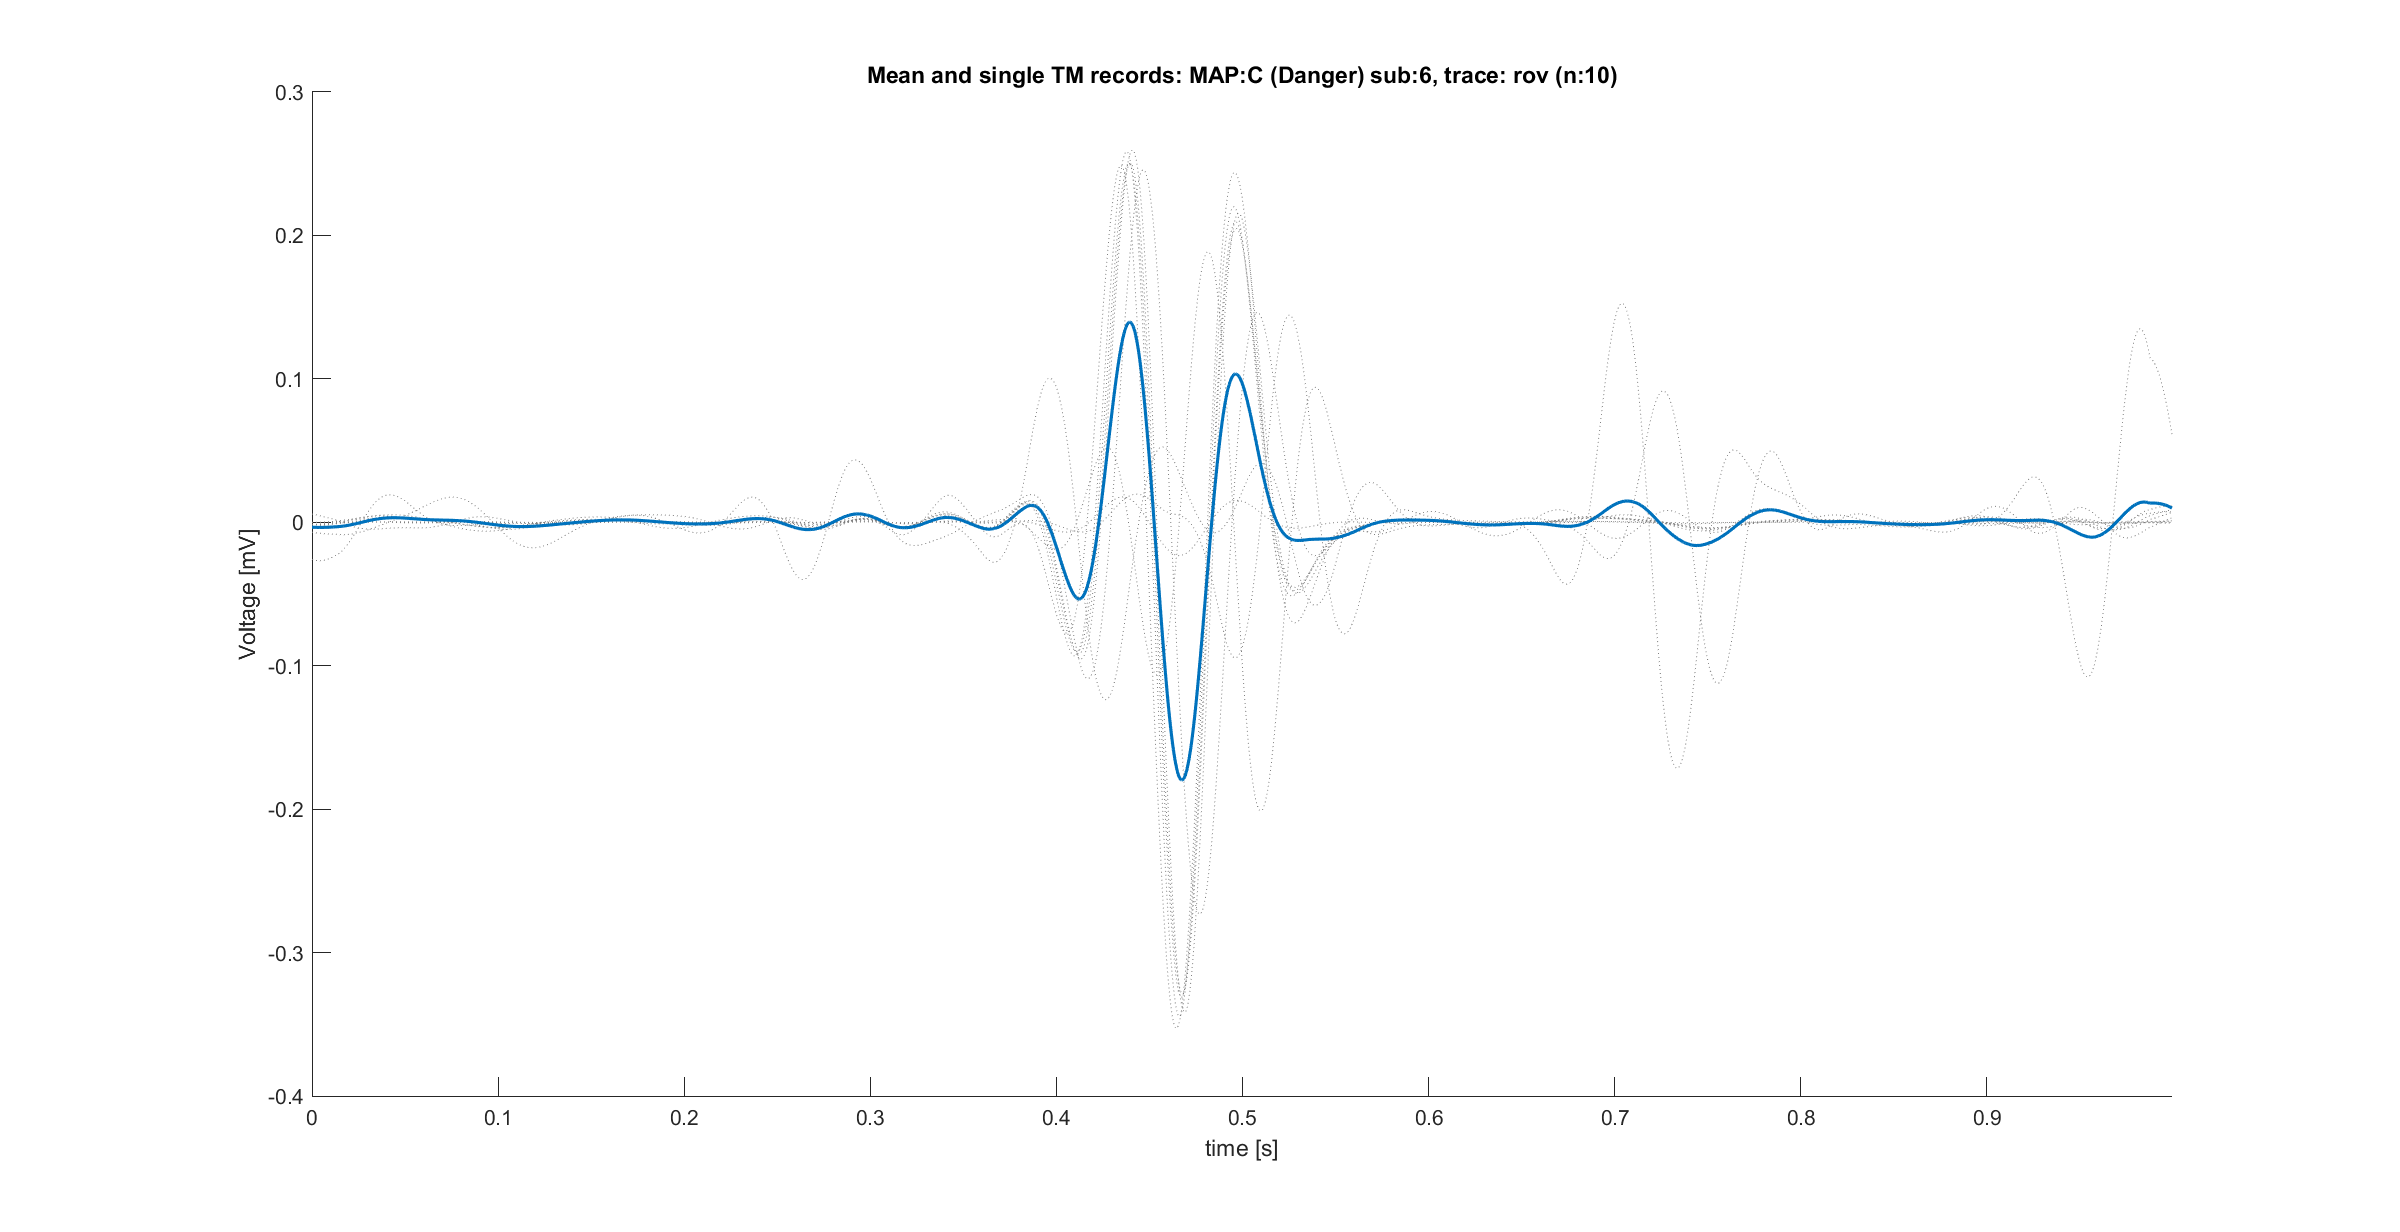 Mean and single TM records: MAP:C (Danger) sub:6, trace: rov (n:10)
0.3
0.2
0.1
0
-0.1
-0.2
-0.3
-0.4
Voltage [mV]
0 0.1 0.2 0.3 0.4 0.5 0.6 0.7 0.8 0.9
time [s]